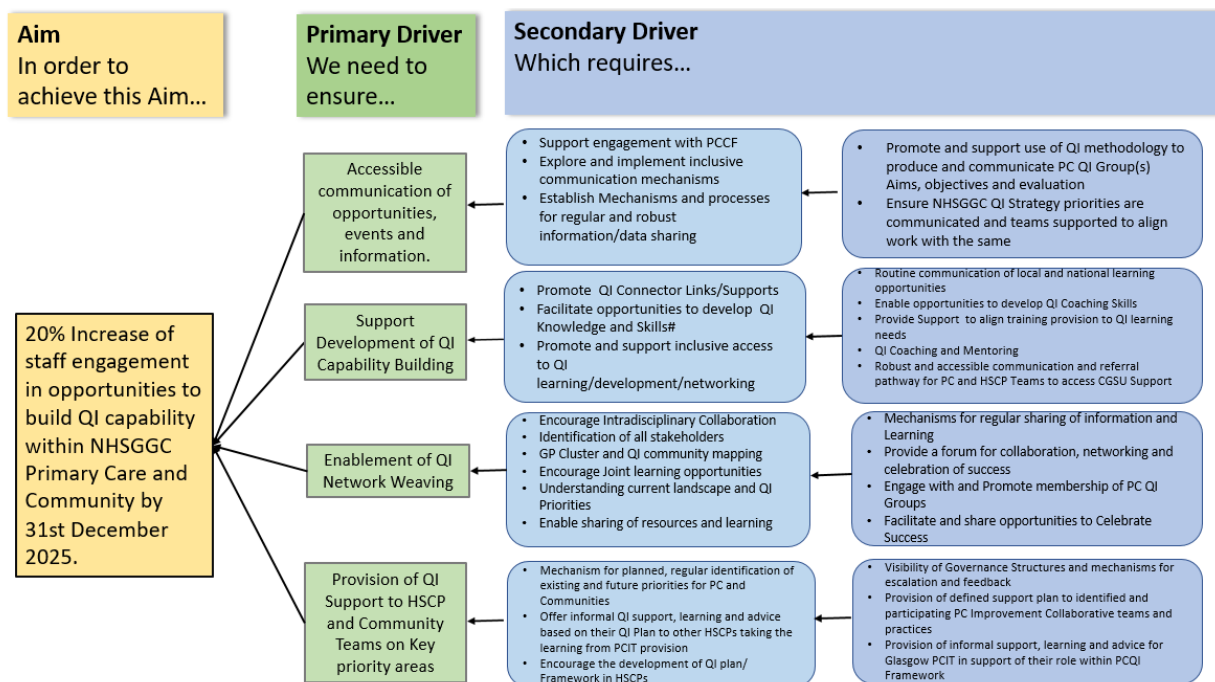 Aim
In order to
achieve this Aim…
Primary Driver
We need to
ensure…
Secondary Driver
Which requires…
20% Increase of
staff engagement
in opportunities to
build QI capability
within NHSGGC
Primary Care and
Community by
31st December
2025.
Accessible
communication of
opportunities,
events and
information.
• Support engagement with PCCF
• Explore and implement inclusive
communication mechanisms
• Establish Mechanisms and processes
for regular and robust
information/data sharing
• Promote and support use of QI methodology to
produce and communicate PC QI Group(s)
Aims, objectives and evaluation
• Ensure NHSGGC QI Strategy priorities are
communicated and teams supported to align
work with the same
Support
Development of QI
Capability Building
• Promote QI Connector Links/Supports
• Facilitate opportunities to develop QI
Knowledge and Skills#
• Promote and support inclusive access
to QI
learning/development/networking
• Routine communication of local and national learning
opportunities
• Enable opportunities to develop QI Coaching Skills
• Provide Support to align training provision to QI learning
needs
• QI Coaching and Mentoring
• Robust and accessible communication and referral
pathway for PC and HSCP Teams to access CGSU Support
Enablement of QI
Network Weaving
• Encourage Intradisciplinary Collaboration
• Identification of all stakeholders
• GP Cluster and QI community mapping
• Encourage Joint learning opportunities
• Understanding current landscape and QI
Priorities
• Enable sharing of resources and learning
• Mechanisms for regular sharing of information and
Learning
• Provide a forum for collaboration, networking and
celebration of success
• Engage with and Promote membership of PC QI
Groups
• Facilitate and share opportunities to Celebrate
Success
Provision of QI
Support to HSCP
and Community
Teams on Key
priority areas
• Mechanism for planned, regular identification of
existing and future priorities for PC and
Communities
• Offer informal QI support, learning and advice
based on their QI Plan to other HSCPs taking the
learning from PCIT provision
• Encourage the development of QI plan/
Framework in HSCPs
• Visibility of Governance Structures and mechanisms for
escalation and feedback
• Provision of defined support plan to identified and
participating PC Improvement Collaborative teams and
practices
• Provision of informal support, learning and advice for
Glasgow PCIT in support of their role within PCQI
Framework